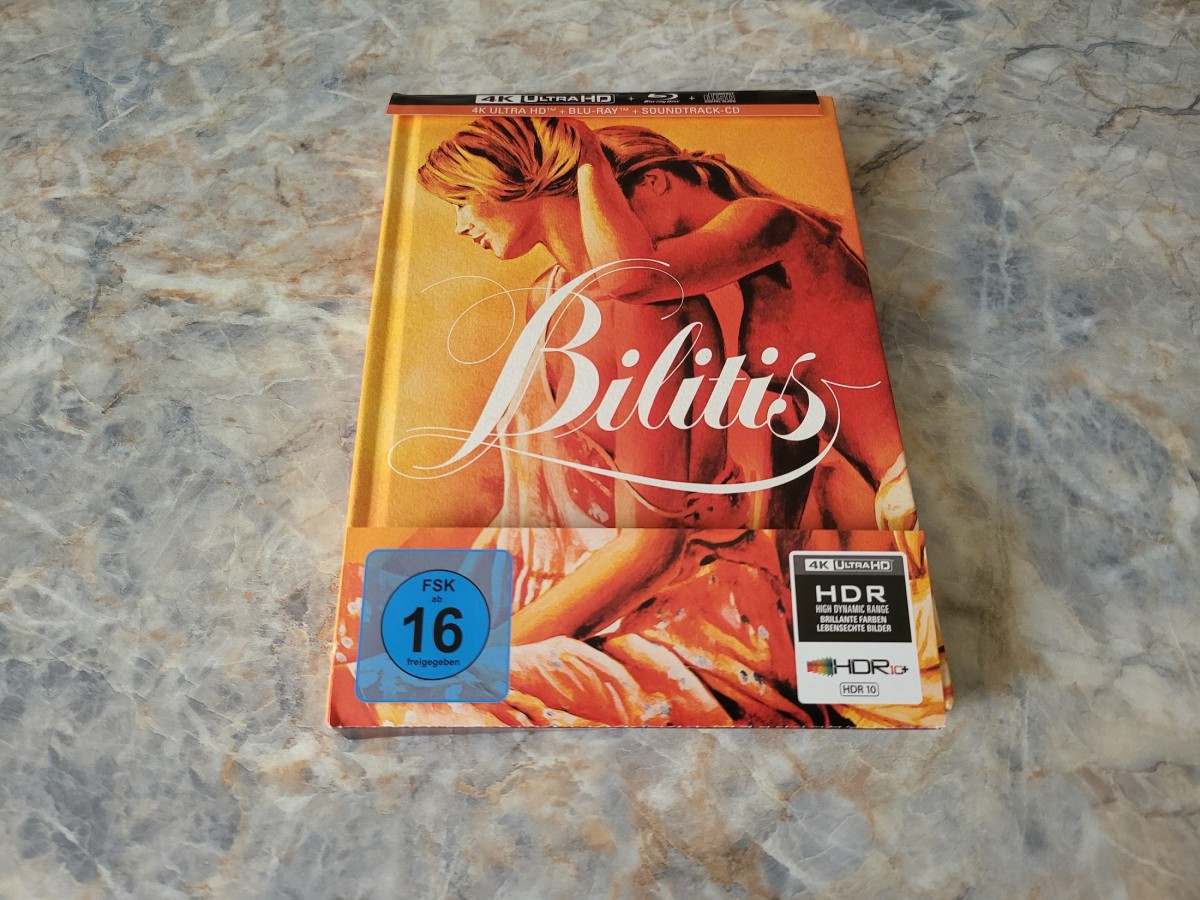 4K ULTRA HD + Blu-ray Disc +
4K ULTRA HD™ + BLU-RAY™ + SOUNDTRACK-CD
Bilitis
FSK
ab
16
freigegeben
4K ULTRA HD
HDR
HIGH DYNAMIC RANGE
BRILLANTE FARBEN
LEBENSECHTE BILDER
HDR10+
HDR 10